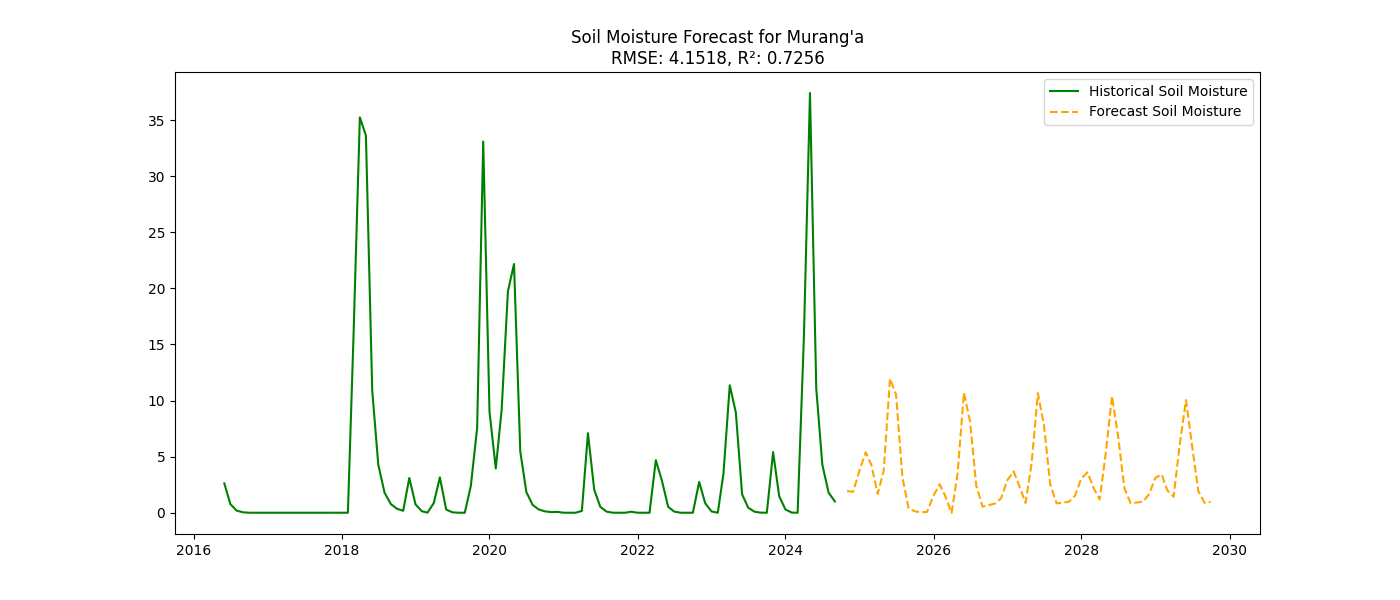 Soil Moisture Forecast for Murang'a
RMSE: 4.1518, R²: 0.7256
Historical Soil Moisture
Forecast Soil Moisture
35
30
25
20
15
10
5
0
2016 2018 2020 2022 2024 2026 2028 2030